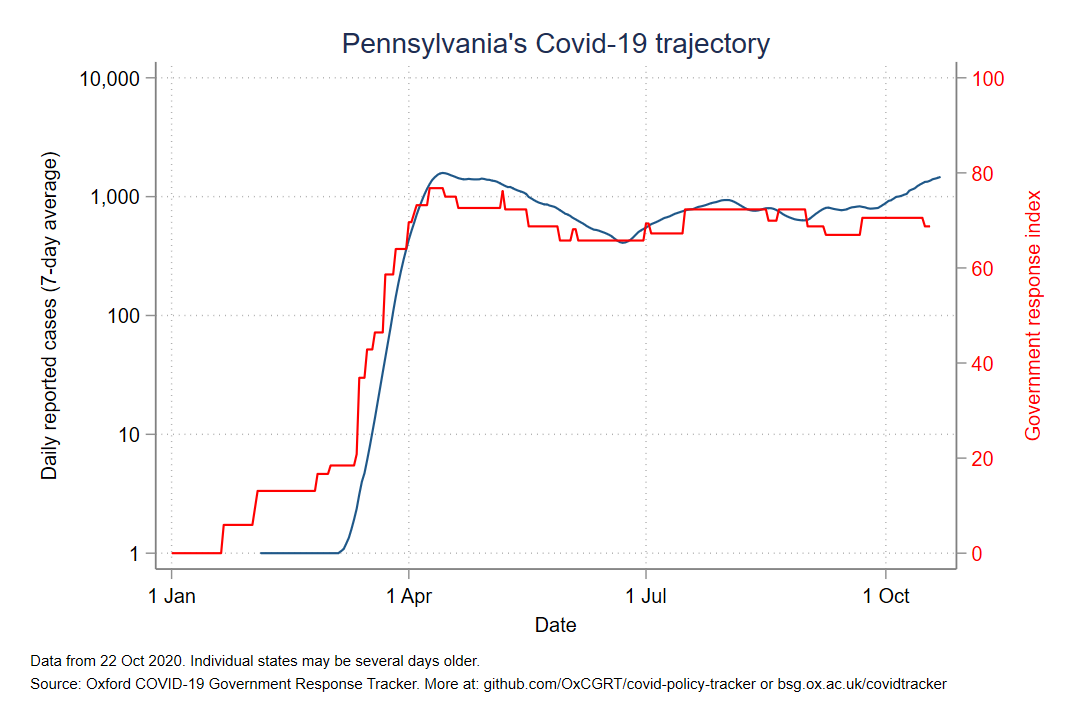 Pennsylvania's Covid-19 trajectory
10,000
1,000
100
10
1
Daily reported cases (7-day average)
100
80
60
40
20
0
Government response index
1 Jan
1 Apr
1 Jul
1 Oct
Date
Data from 22 Oct 2020. Individual states may be several days older.
Source: Oxford COVID-19 Government Response Tracker. More at: github.com/OxCGRT/covid-policy-tracker or bsg.ox.ac.uk/covidtracker